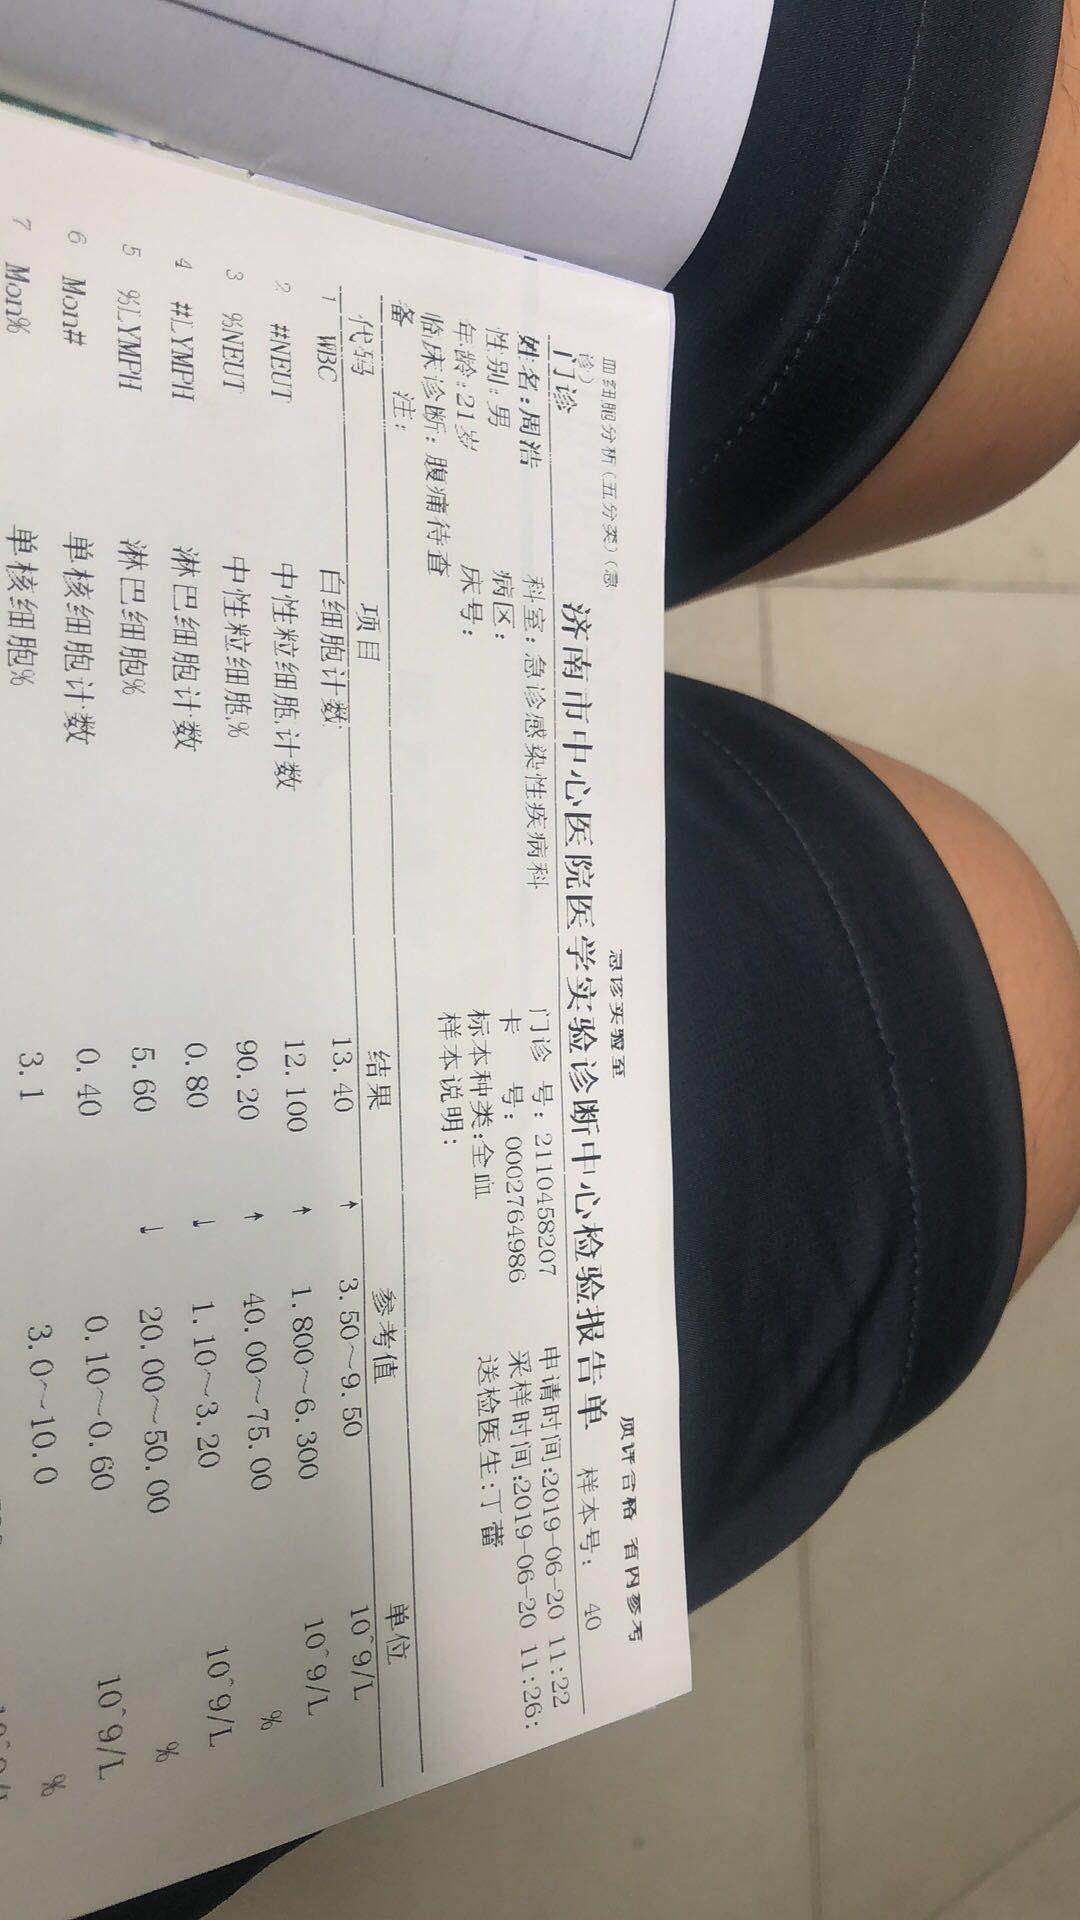 血细胞分析(五分类)(急诊) 急诊实验室 质评合格 省内参考
门诊 济南市中心医院医学实验诊断中心检验报告单 样本号: 40
姓名:周浩 科室:急诊感染性疾病科 门诊 号: 2110458207 申请时间:2019-06-20 11:22
性别:男 病区: 卡 号: 0002764986 采样时间:2019-06-20 11:26:
年龄:21岁 床号: 标本种类:全血 送检医生:丁蕾
临床诊断:腹痛待查 样本说明:
备 注:
代码 项目 结果 参考值 单位
1 WBC 白细胞计数 13.40 ↑ 3.50～9.50 10^9/L
2 #NEUT 中性粒细胞计数 12.100 ↑ 1.800～6.300 10^9/L
3 %NEUT 中性粒细胞% 90.20 ↑ 40.00～75.00 %
4 #LYMPH 淋巴细胞计数 0.80 ↓ 1.10～3.20 10^9/L
5 %LYMPH 淋巴细胞% 5.60 ↓ 20.00～50.00 %
6 Mon# 单核细胞计数 0.40 0.10～0.60 10^9/L
7 Mon% 单核细胞% 3.1 3.0～10.0 %